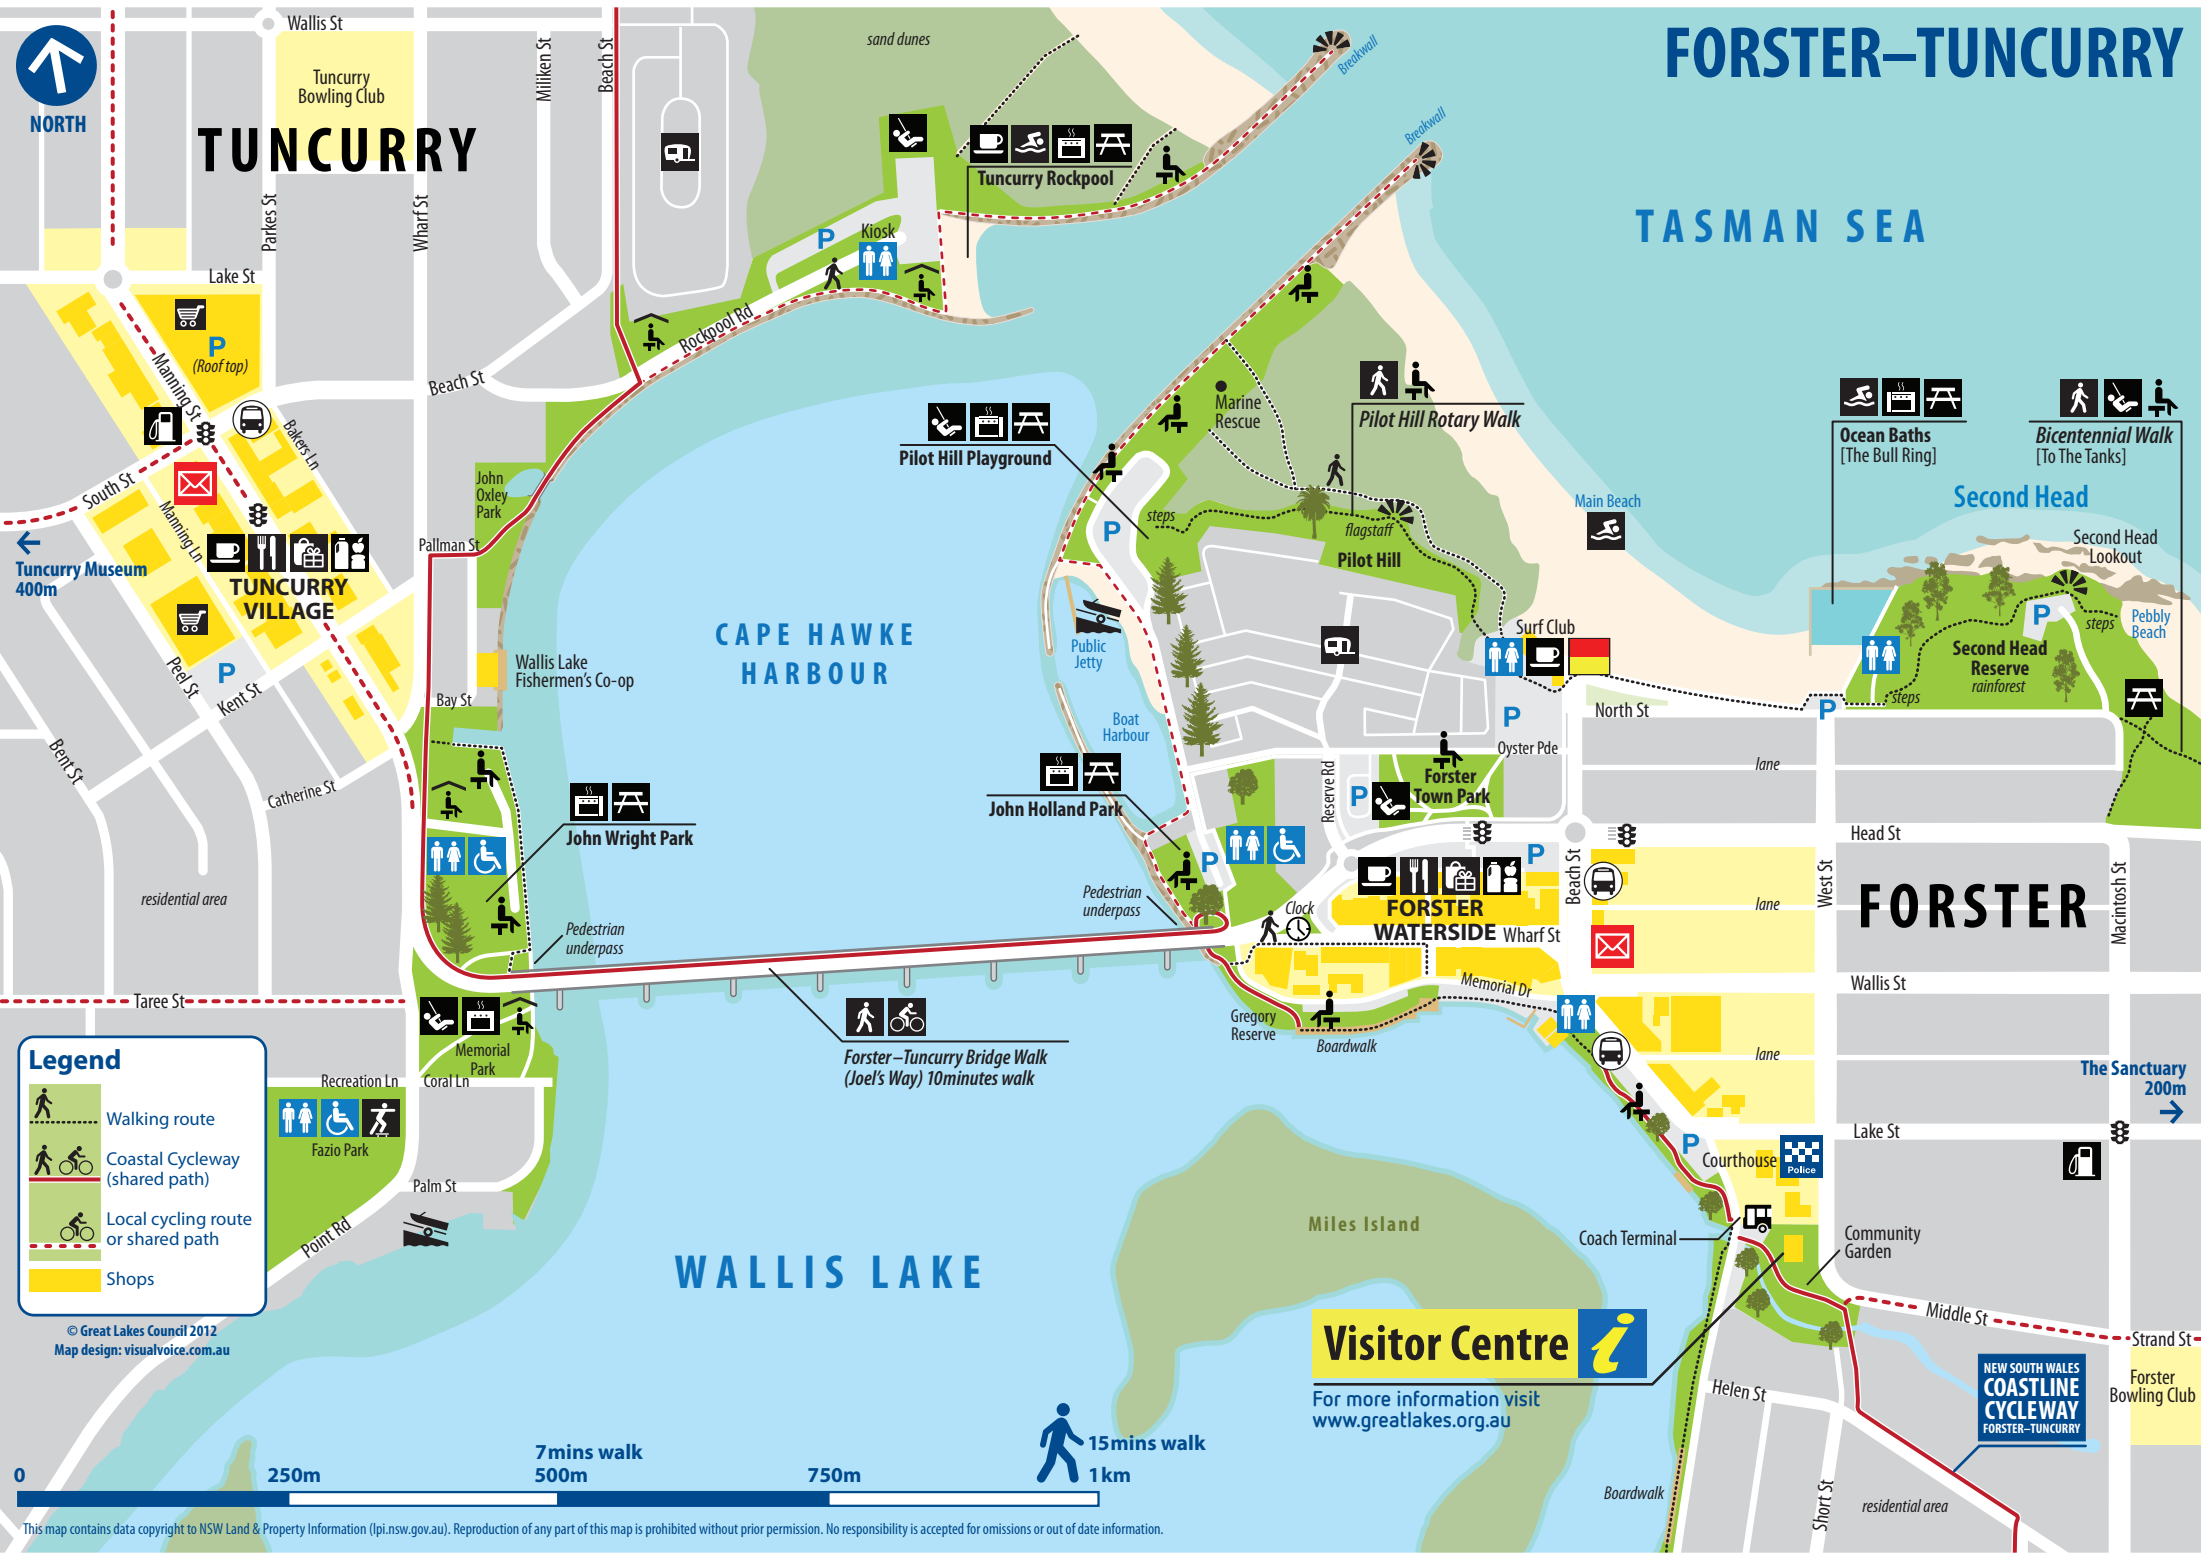 FORSTER–TUNCURRY
NORTH
Wallis St
Tuncurry
Bowling Club
TUNCURRY
Parkes St
Wharf St
Miliken St
Beach St
sand dunes
Breakwall
Breakwall
TASMAN SEA
Tuncurry Rockpool
P
Kiosk
Rockpool Rd
Lake St
P
(Roof top)
Manning St
Bakers Ln
Beach St
South St
Manning Ln
Tuncurry Museum
400m
TUNCURRY
VILLAGE
John
Oxley
Park
Pallman St
Peel St
P
Kent St
Bent St
Catherine St
residential area
Wallis Lake
Fishermen's Co-op
Bay St
CAPE HAWKE
HARBOUR
John Wright Park
Pedestrian
underpass
Taree St
Memorial
Park
Recreation Ln
Coral Ln
Fazio Park
Palm St
Point Rd
Forster–Tuncurry Bridge Walk
(Joel's Way) 10minutes walk
Pilot Hill Playground
Marine
Rescue
Pilot Hill Rotary Walk
P
steps
flagstaff
Pilot Hill
Public
Jetty
Boat
Harbour
John Holland Park
P
Pedestrian
underpass
Main Beach
Surf Club
P
North St
Oyster Pde
Reserve Rd
P
Forster
Town Park
lane
Ocean Baths
[The Bull Ring]
Bicentennial Walk
[To The Tanks]
Second Head
Second Head
Lookout
P
steps
Pebbly
Beach
Second Head
Reserve
rainforest
steps
P
Head St
P
Beach St
West St
Macintosh St
Clock
FORSTER
WATERSIDE
Wharf St
lane
FORSTER
Memorial Dr
Wallis St
Gregory
Reserve
Boardwalk
lane
The Sanctuary
200m
Lake St
P
Courthouse
Police
Coach Terminal
Community
Garden
Middle St
Strand St
Forster
Bowling Club
Miles Island
WALLIS LAKE
Visitor Centre
i
For more information visit
www.greatlakes.org.au
Helen St
NEW SOUTH WALES
COASTLINE
CYCLEWAY
FORSTER–TUNCURRY
Boardwalk
Short St
residential area
Legend
Walking route
Coastal Cycleway
(shared path)
Local cycling route
or shared path
Shops
© Great Lakes Council 2012
Map design: visualvoice.com.au
7mins walk
15mins walk
0
250m
500m
750m
1km
This map contains data copyright to NSW Land & Property Information (lpi.nsw.gov.au). Reproduction of any part of this map is prohibited without prior permission. No responsibility is accepted for omissions or out of date information.